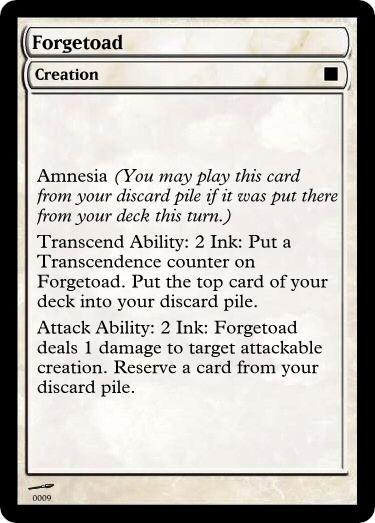 Forgetoad
Creation
Amnesia (You may play this card
from your discard pile if it was put there
from your deck this turn.)
Transcend Ability: 2 Ink: Put a
Transcendence counter on
Forgetoad. Put the top card of your
deck into your discard pile.
Attack Ability: 2 Ink: Forgetoad
deals 1 damage to target attackable
creation. Reserve a card from your
discard pile.
0009